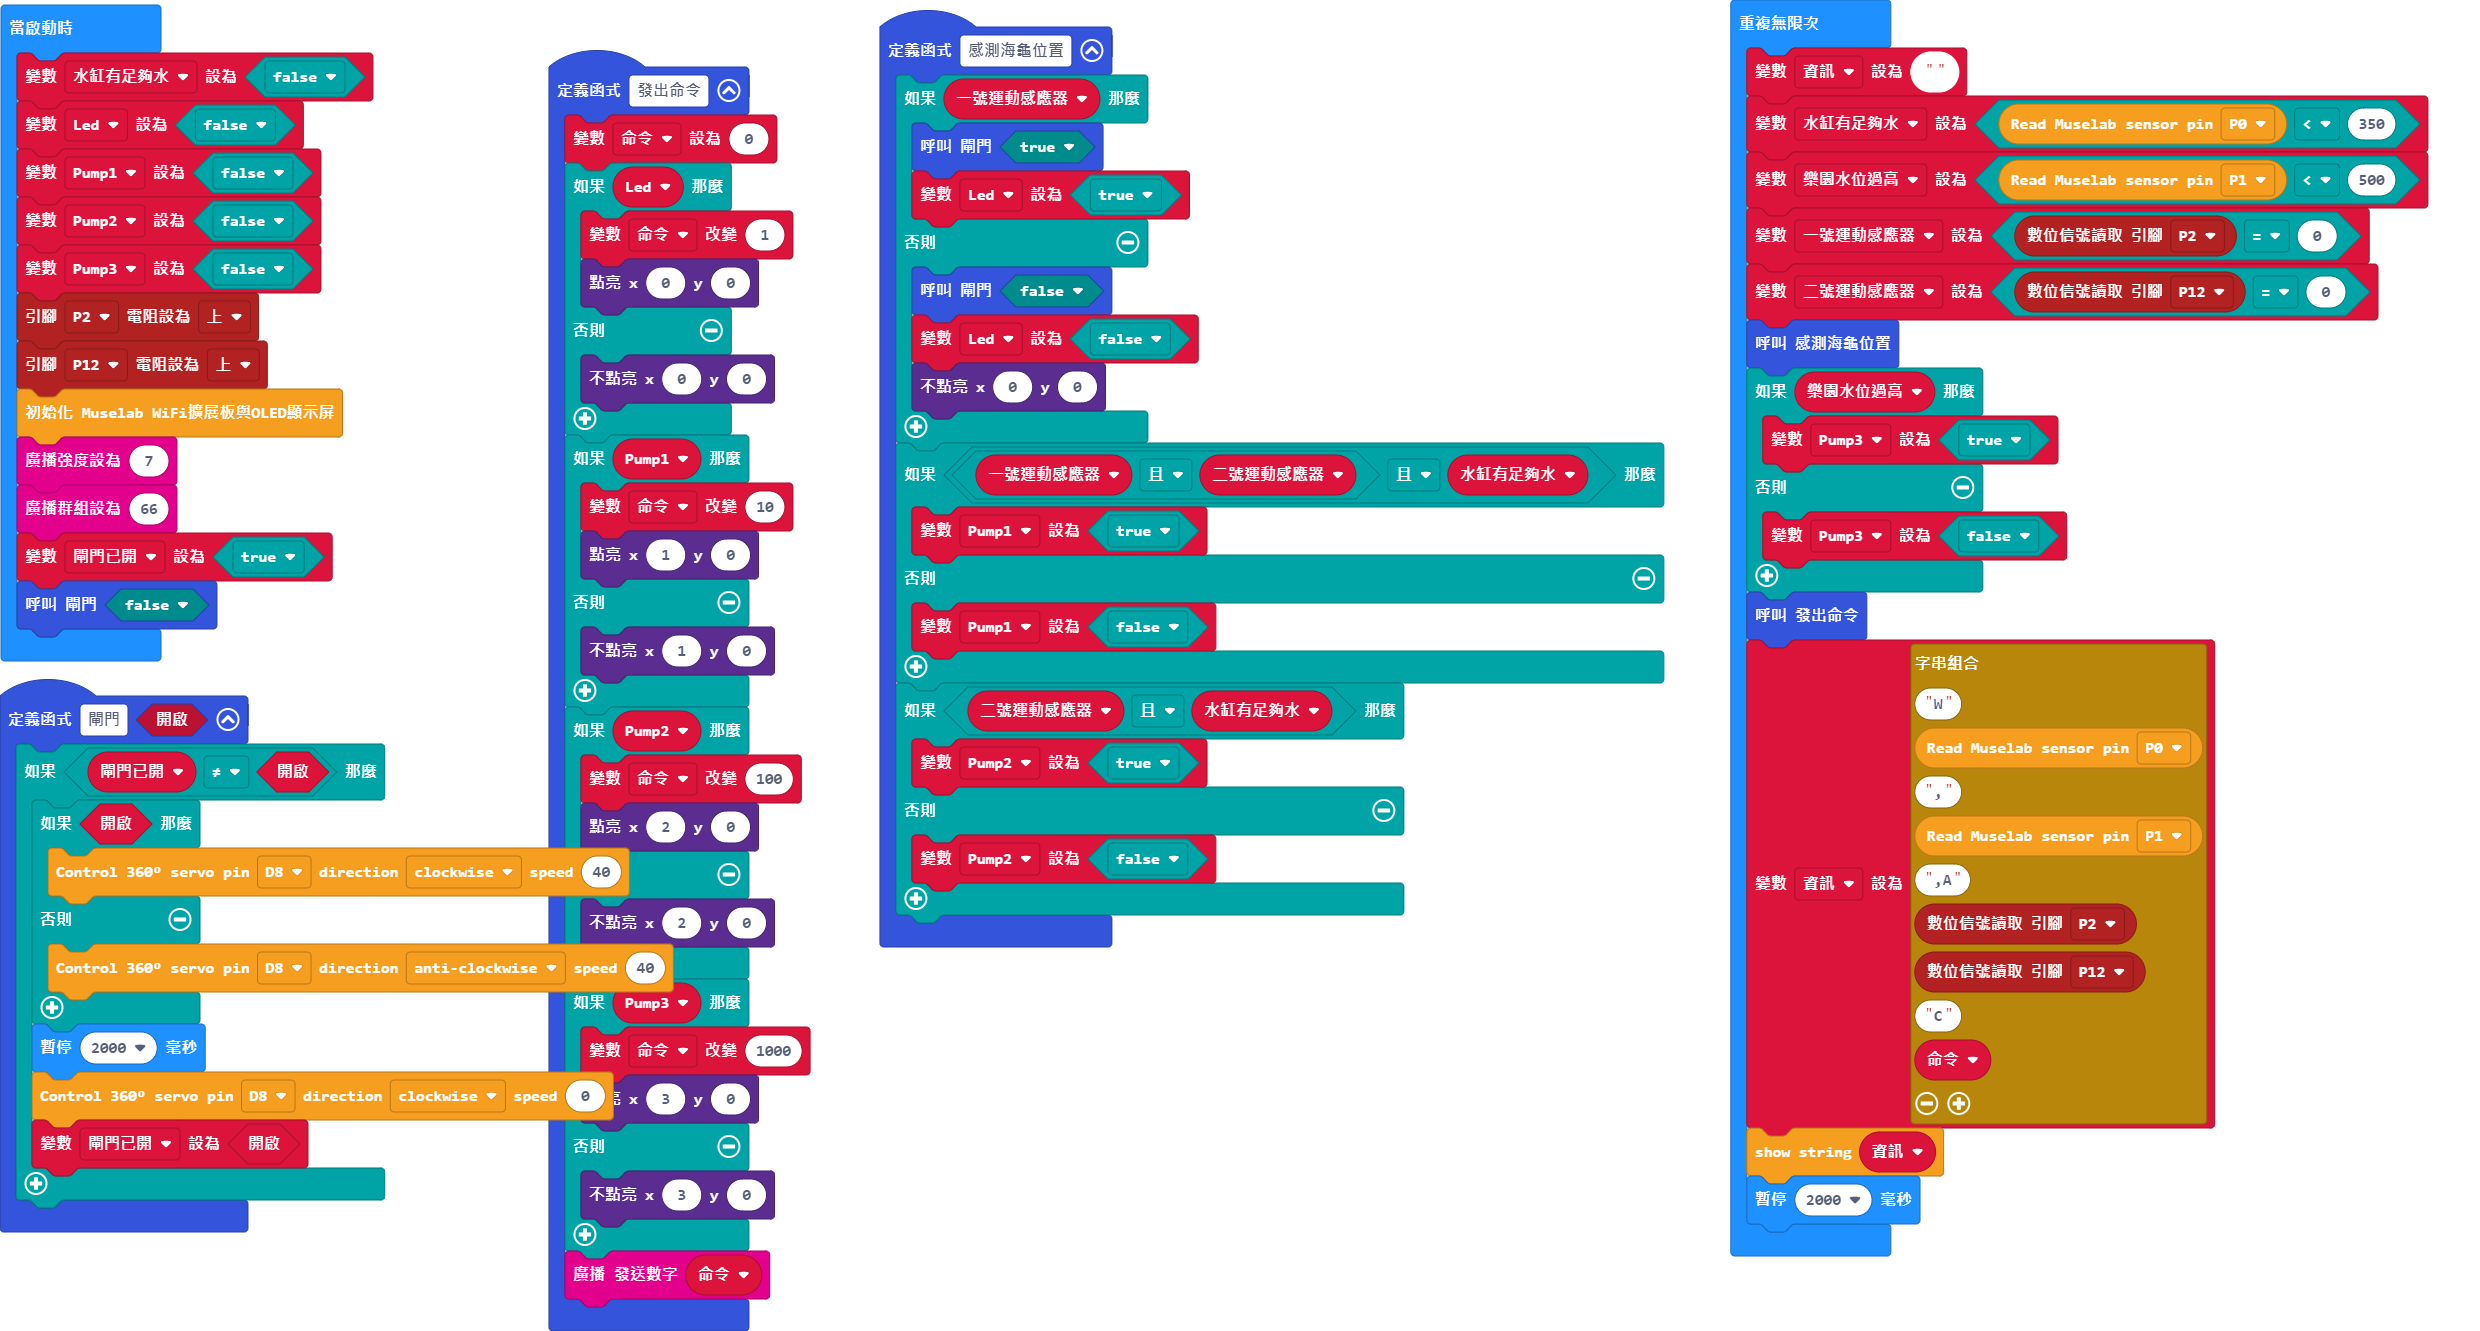 當啟動時
變數 水缸有足夠水 設為 false
變數 Led 設為 false
變數 Pump1 設為 false
變數 Pump2 設為 false
變數 Pump3 設為 false
引腳 P2 電阻設為 上
引腳 P12 電阻設為 上
初始化 Muselab WiFi擴展板與OLED顯示屏
廣播強度設為 7
廣播群組設為 66
變數 閘門已開 設為 true
呼叫 閘門 false
定義函式 閘門 開啟
如果 閘門已開 ≠ 開啟 那麼
如果 開啟 那麼
Control 360° servo pin D8 direction clockwise speed 40
否則
Control 360° servo pin D8 direction anti-clockwise speed 40
暫停 2000 毫秒
Control 360° servo pin D8 direction clockwise speed 0
變數 閘門已開 設為 開啟
定義函式 發出命令
變數 命令 設為 0
如果 Led 那麼
變數 命令 改變 1
點亮 x 0 y 0
否則
不點亮 x 0 y 0
如果 Pump1 那麼
變數 命令 改變 10
點亮 x 1 y 0
否則
不點亮 x 1 y 0
如果 Pump2 那麼
變數 命令 改變 100
點亮 x 2 y 0
不點亮 x 2 y 0
如果 Pump3 那麼
變數 命令 改變 1000
x 3 y 0
否則
不點亮 x 3 y 0
廣播 發送數字 命令
定義函式 感測海龜位置
如果 一號運動感應器 那麼
呼叫 閘門 true
變數 Led 設為 true
否則
呼叫 閘門 false
變數 Led 設為 false
不點亮 x 0 y 0
如果 一號運動感應器 且 二號運動感應器 且 水缸有足夠水 那麼
變數 Pump1 設為 true
否則
變數 Pump1 設為 false
如果 二號運動感應器 且 水缸有足夠水 那麼
變數 Pump2 設為 true
否則
變數 Pump2 設為 false
重複無限次
變數 資訊 設為 " "
變數 水缸有足夠水 設為 Read Muselab sensor pin P0 < 350
變數 樂園水位過高 設為 Read Muselab sensor pin P1 < 500
變數 一號運動感應器 設為 數位信號讀取 引腳 P2 = 0
變數 二號運動感應器 設為 數位信號讀取 引腳 P12 = 0
呼叫 感測海龜位置
如果 樂園水位過高 那麼
變數 Pump3 設為 true
否則
變數 Pump3 設為 false
呼叫 發出命令
變數 資訊 設為
字串組合
"W"
Read Muselab sensor pin P0
","
Read Muselab sensor pin P1
",A"
數位信號讀取 引腳 P2
數位信號讀取 引腳 P12
"C"
命令
show string 資訊
暫停 2000 毫秒